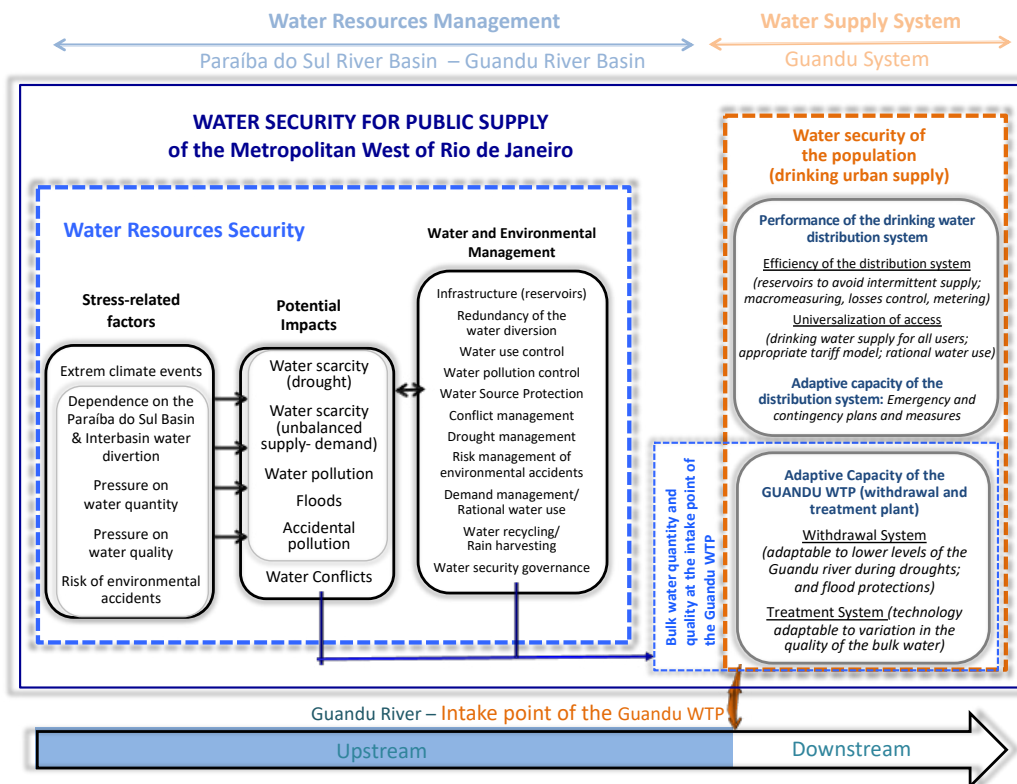 Water Resources Management
Water Supply System
Paraíba do Sul River Basin – Guandu River Basin
Guandu System
WATER SECURITY FOR PUBLIC SUPPLY
of the Metropolitan West of Rio de Janeiro
Water Resources Security
Stress-related
factors
Extrem climate events
Dependence on the
Paraíba do Sul Basin
& Interbasin water
divertion
Pressure on
water quantity
Pressure on
water quality
Risk of environmental
accidents
Potential
Impacts
Water scarcity
(drought)
Water scarcity
(unbalanced
supply- demand)
Water pollution
Floods
Accidental
pollution
Water Conflicts
Water and Environmental
Management
Infrastructure (reservoirs)
Redundancy of the
water diversion
Water use control
Water pollution control
Water Source Protection
Conflict management
Drought management
Risk management of
environmental accidents
Demand management/
Rational water use
Water recycling/
Rain harvesting
Water security governance
Bulk water quantity and
quality at the intake point of
the Guandu WTP
Water security of
the population
(drinking urban supply)
Performance of the drinking water
distribution system
Efficiency of the distribution system
(reservoirs to avoid intermittent supply;
macromeasuring, losses control, metering)
Universalization of access
(drinking water supply for all users;
appropriate tariff model; rational water use)
Adaptive capacity of the
distribution system: Emergency and
contingency plans and measures
Adaptive Capacity of the
GUANDU WTP (withdrawal and
treatment plant)
Withdrawal System
(adaptable to lower levels of the
Guandu river during droughts;
and flood protections)
Treatment System (technology
adaptable to variation in the
quality of the bulk water)
Guandu River – Intake point of the Guandu WTP
Upstream
Downstream